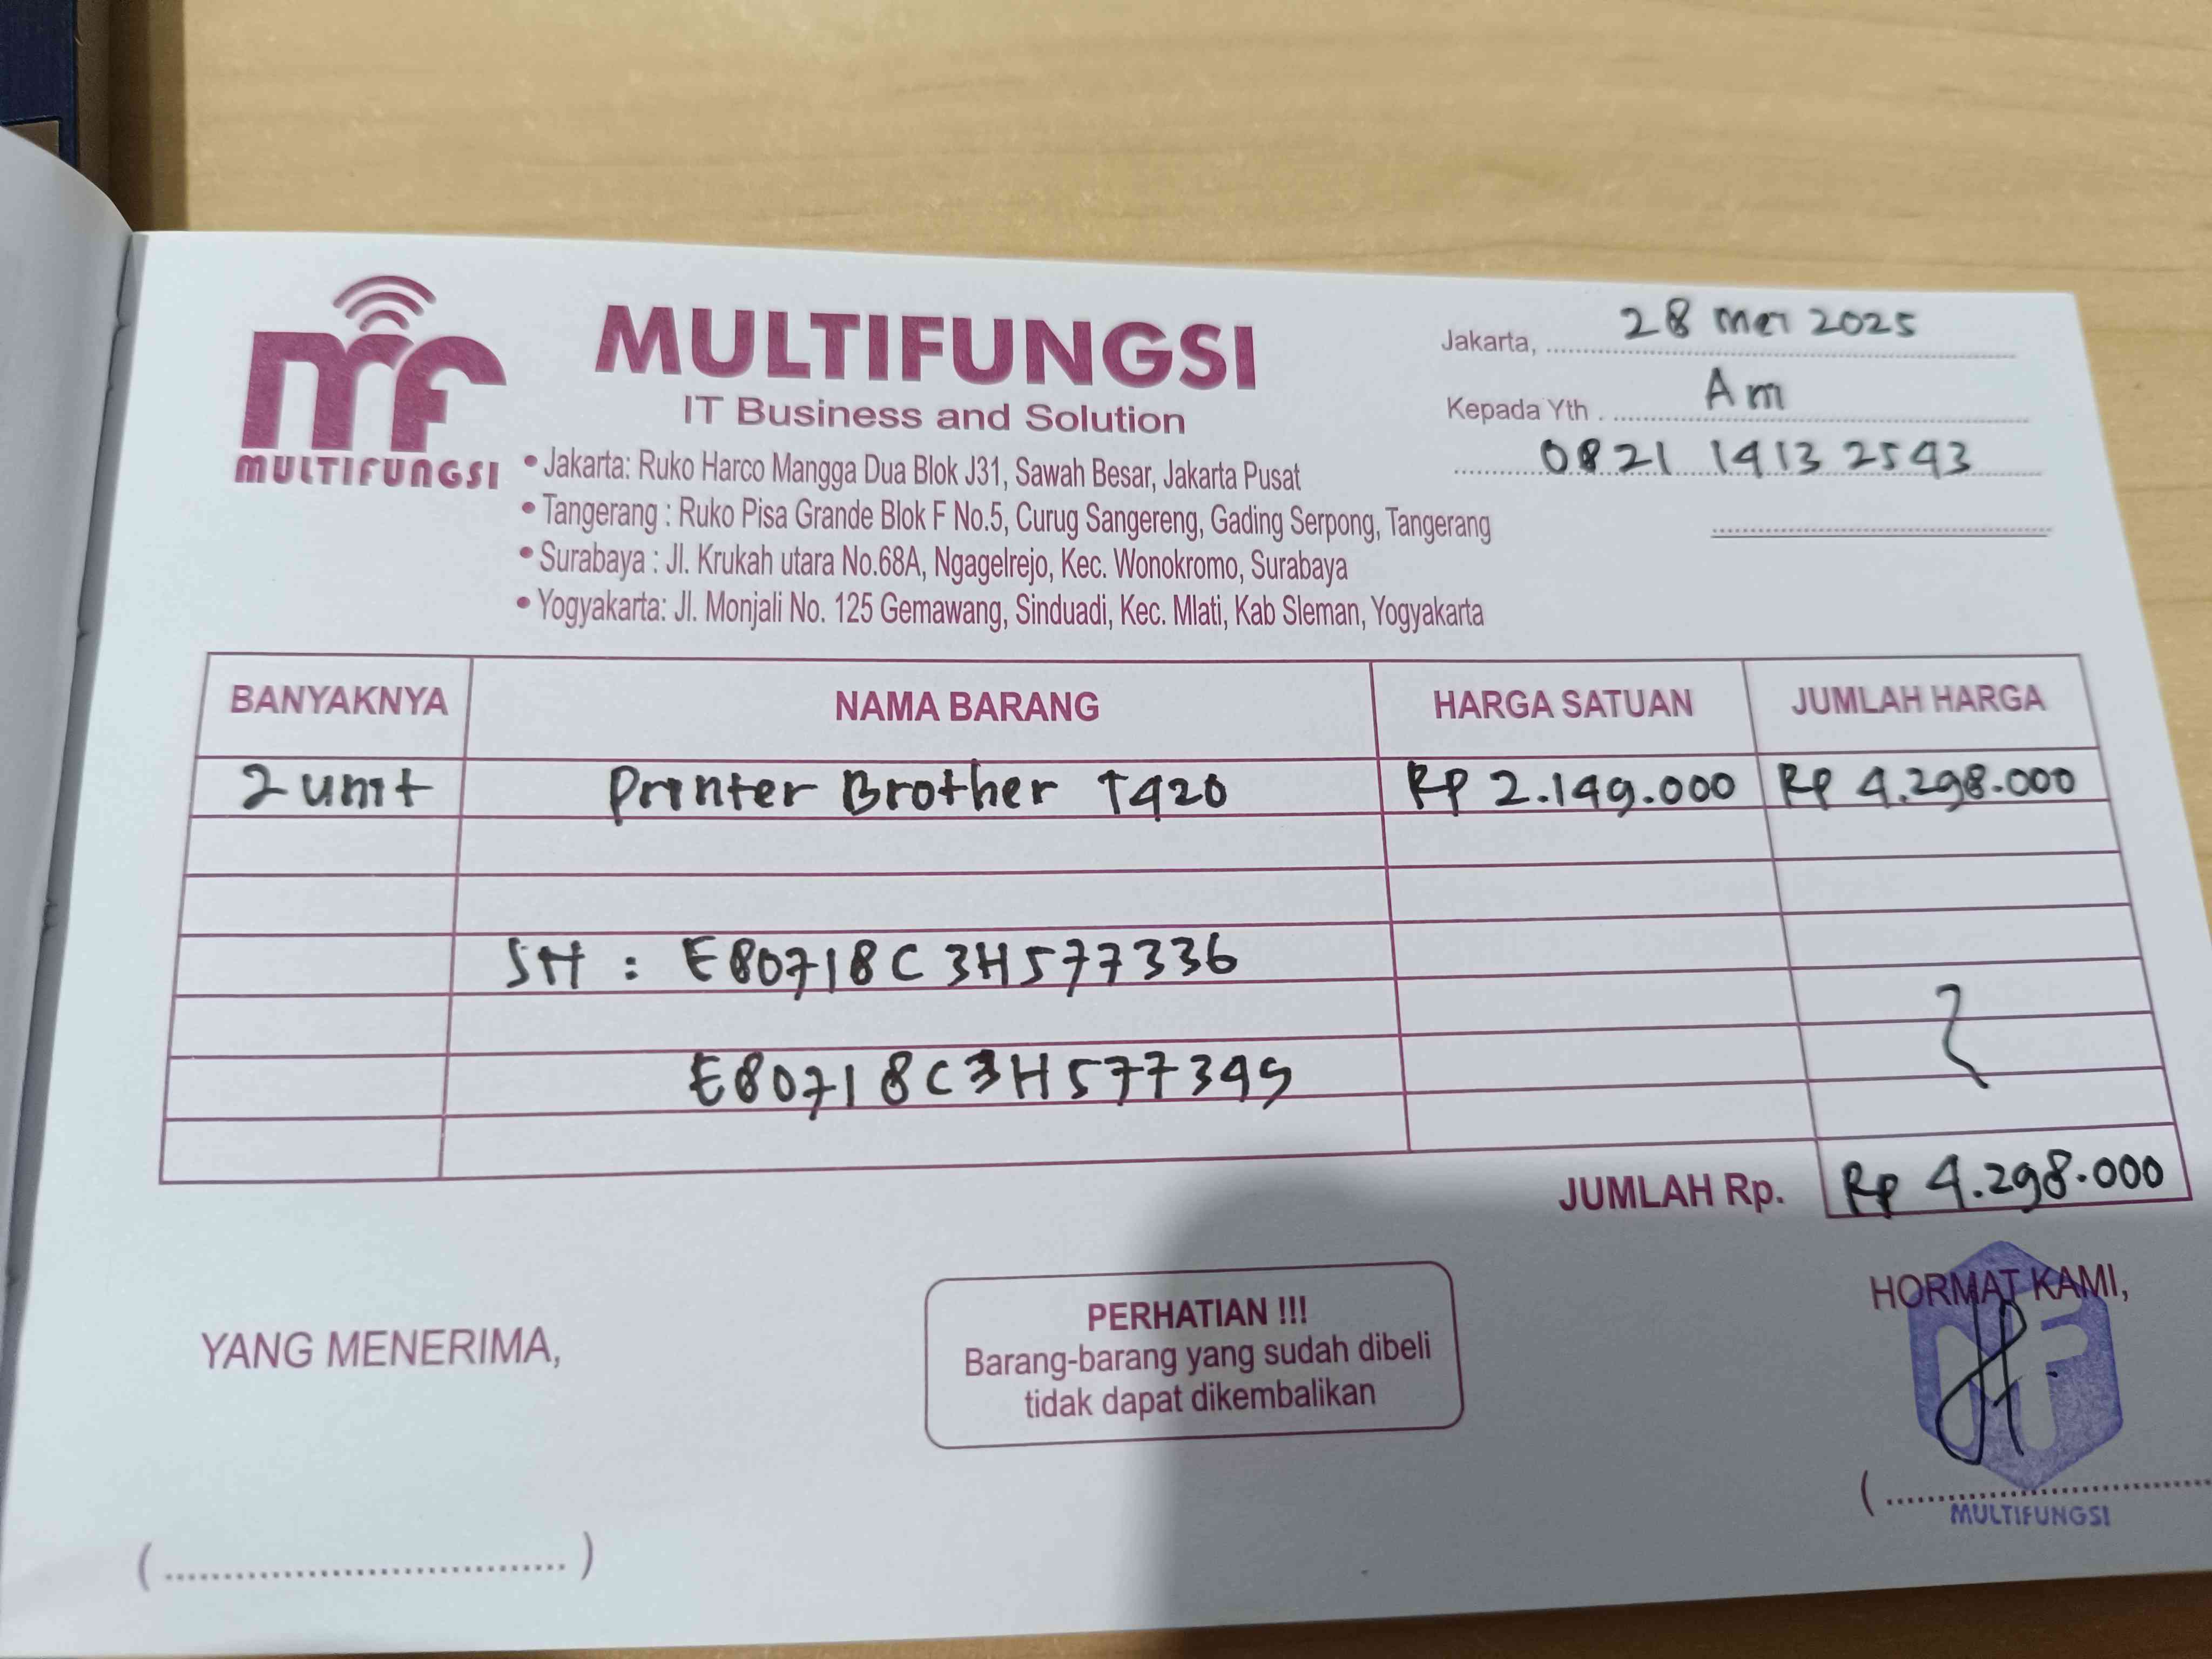 MULTIFUNGSI
MULTIFUNGSI
IT Business and Solution
• Jakarta: Ruko Harco Mangga Dua Blok J31, Sawah Besar, Jakarta Pusat
• Tangerang : Ruko Pisa Grande Blok F No.5, Curug Sangereng, Gading Serpong, Tangerang
• Surabaya : Jl. Krukah utara No.68A, Ngagelrejo, Kec. Wonokromo, Surabaya
• Yogyakarta: Jl. Monjali No. 125 Gemawang, Sinduadi, Kec. Mlati, Kab Sleman, Yogyakarta
Jakarta, 28 Mei 2025
Kepada Yth. Am
0821 1413 2543
BANYAKNYA NAMA BARANG HARGA SATUAN JUMLAH HARGA
2 unit Printer Brother T420 Rp 2.149.000 Rp 4.298.000
SN : E80718C3H577336
E80718C3H577345
JUMLAH Rp. Rp 4.298.000
YANG MENERIMA,
PERHATIAN !!!
Barang-barang yang sudah dibeli
tidak dapat dikembalikan
HORMAT KAMI,
MF
MULTIFUNGSI